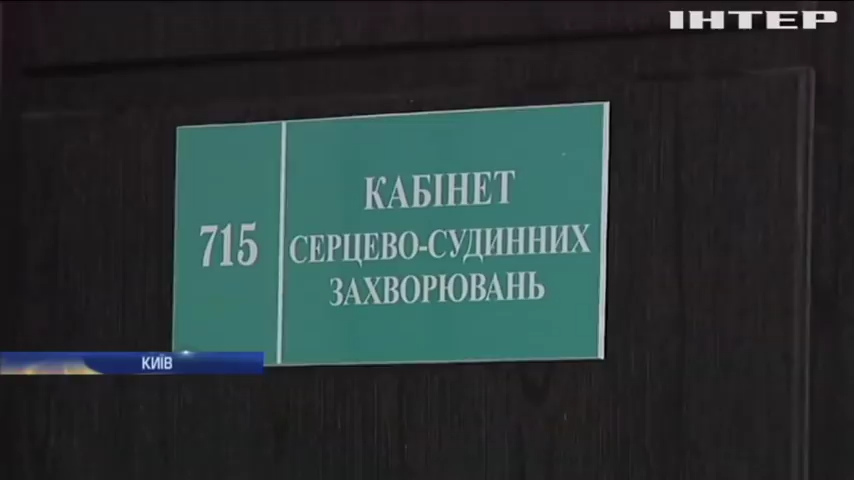 ІНТЕР
715
КАБІНЕТ
СЕРЦЕВО-СУДИННИХ
ЗАХВОРЮВАНЬ
КИЇВ